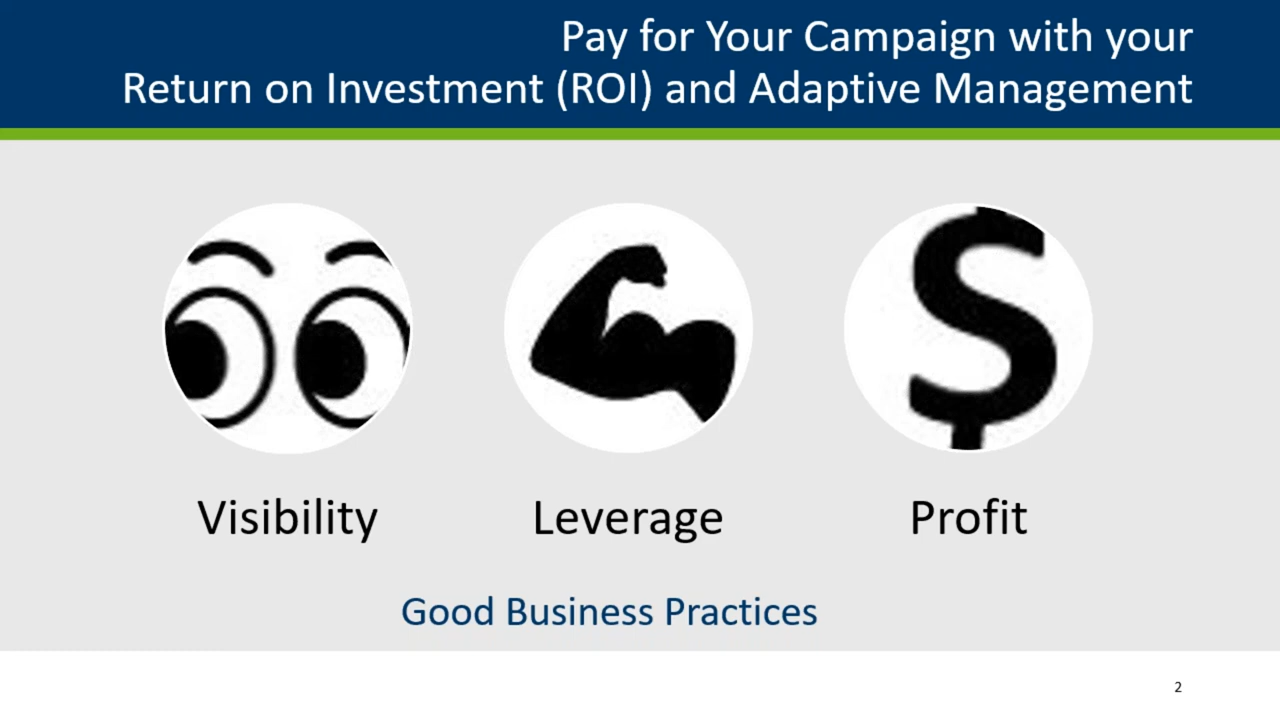 Pay for Your Campaign with your
Return on Investment (ROI) and Adaptive Management
$
Visibility
Leverage
Profit
Good Business Practices
2